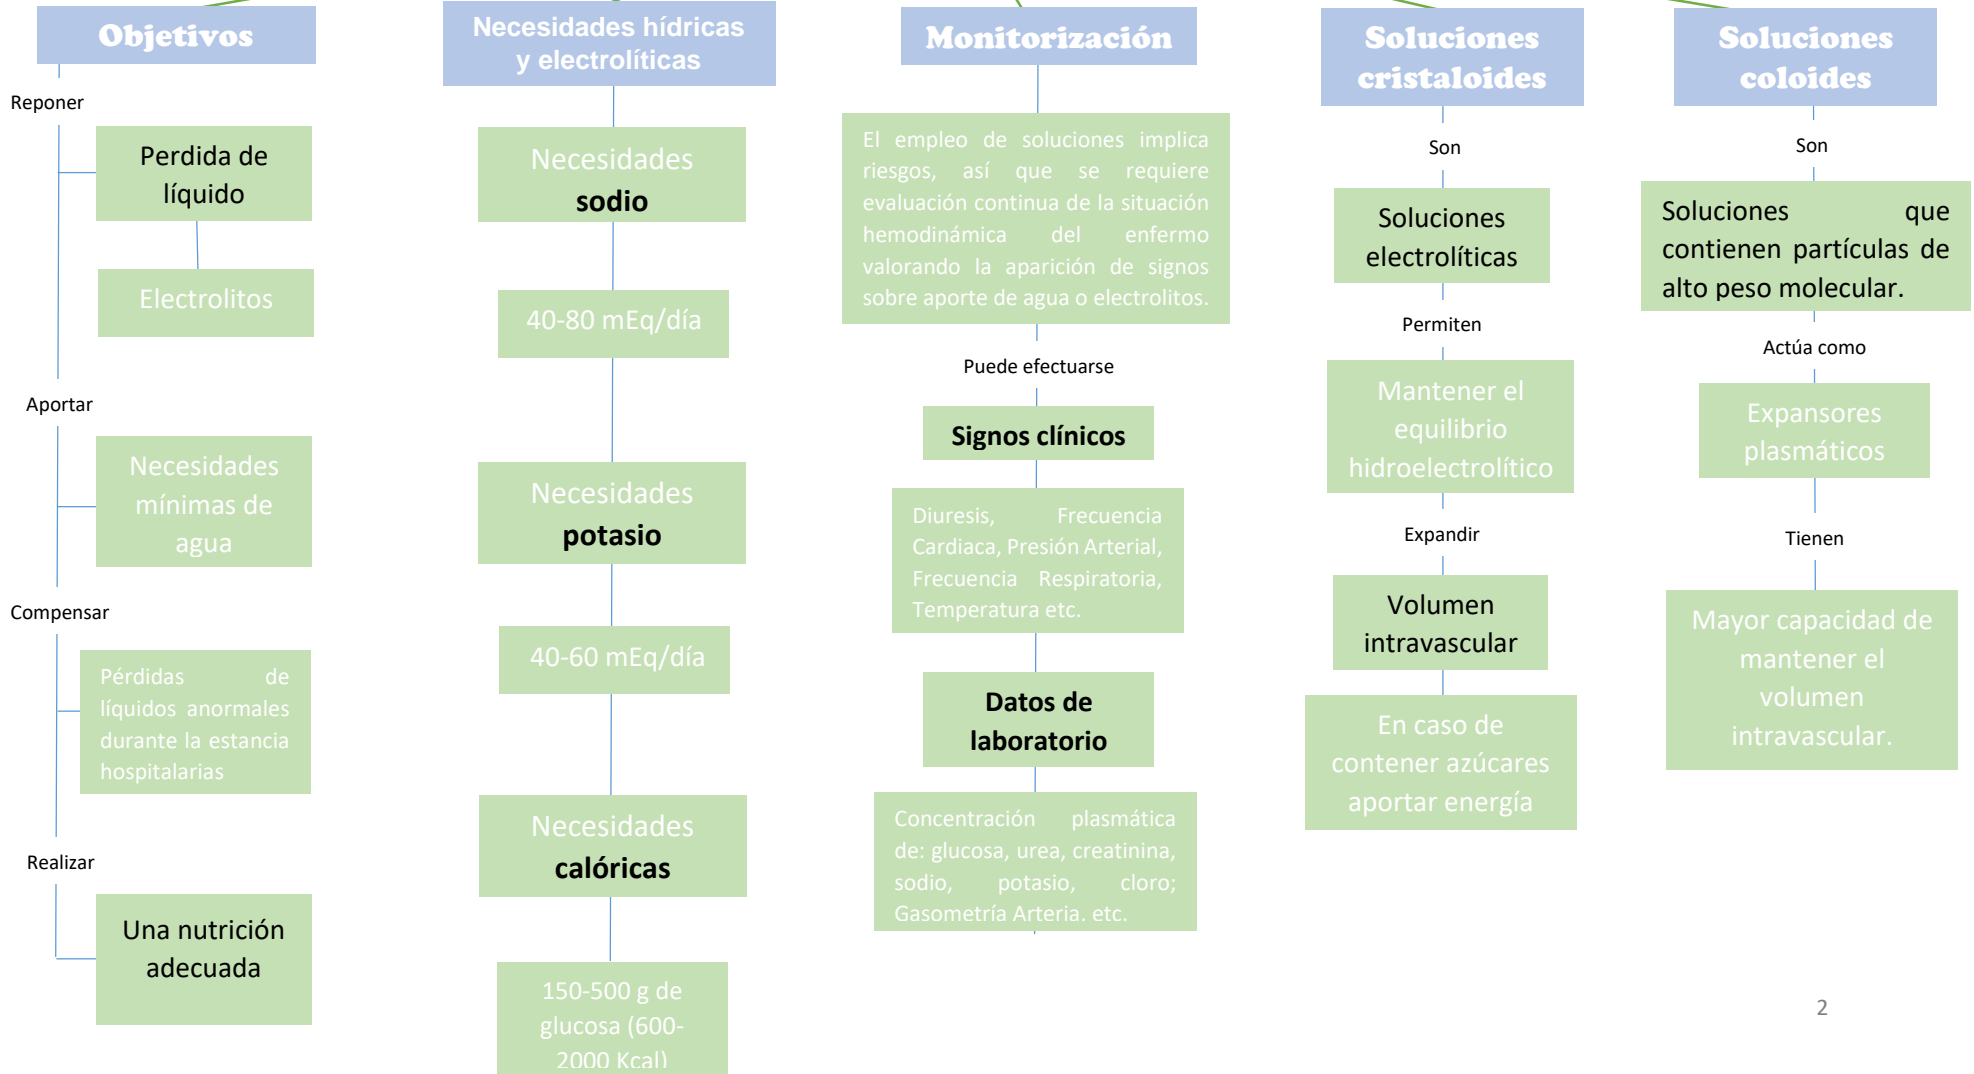 Objetivos
Reponer
Perdida de
líquido
Electrolitos
Aportar
Necesidades
mínimas de
agua
Compensar
Pérdidas de
líquidos anormales
durante la estancia
hospitalarias
Realizar
Una nutrición
adecuada
Necesidades hídricas
y electrolíticas
Necesidades
sodio
40-80 mEq/día
Necesidades
potasio
40-60 mEq/día
Necesidades
calóricas
150-500 g de
glucosa (600-
2000 Kcal)
Monitorización
El empleo de soluciones implica
riesgos, así que se requiere
evaluación continua de la situación
hemodinámica del enfermo
valorando la aparición de signos
sobre aporte de agua o electrolitos.
Puede efectuarse
Signos clínicos
Diuresis, Frecuencia
Cardiaca, Presión Arterial,
Frecuencia Respiratoria,
Temperatura etc.
Datos de
laboratorio
Concentración plasmática
de: glucosa, urea, creatinina,
sodio, potasio, cloro;
Gasometría Arteria. etc.
Soluciones
cristaloides
Son
Soluciones
electrolíticas
Permiten
Mantener el
equilibrio
hidroelectrolítico
Expandir
Volumen
intravascular
En caso de
contener azúcares
aportar energía
Soluciones
coloides
Son
Soluciones que
contienen partículas de
alto peso molecular.
Actúa como
Expansores
plasmáticos
Tienen
Mayor capacidad de
mantener el
volumen
intravascular.
2